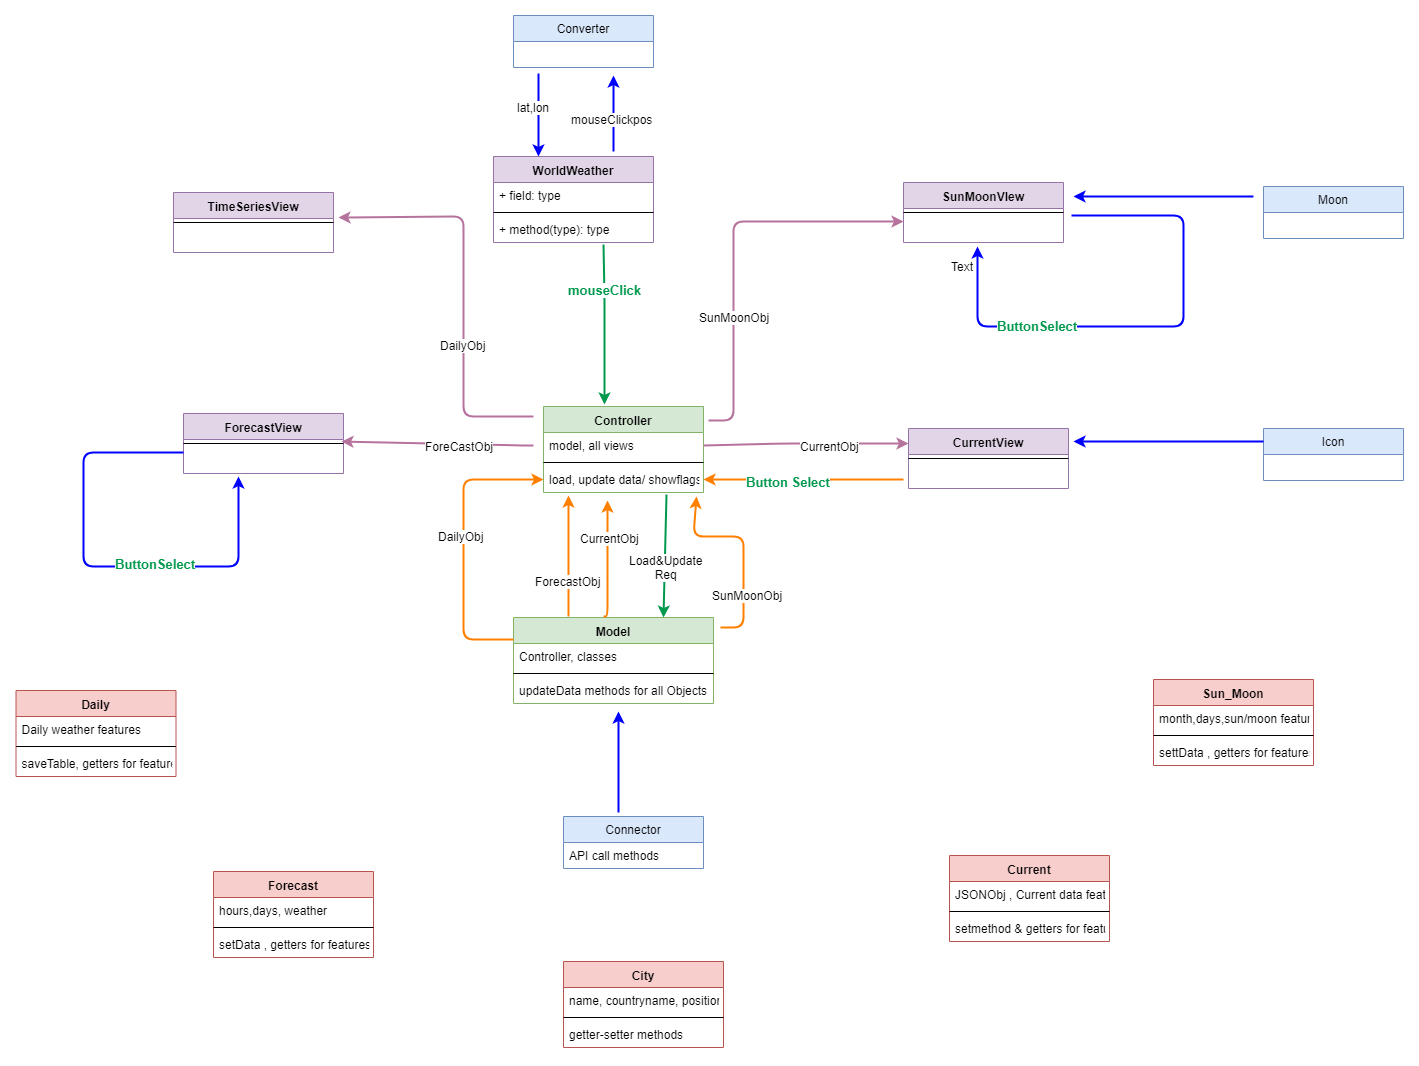 Converter
lat,lon
mouseClickpos
WorldWeather
+ field: type
+ method(type): type
TimeSeriesView
SunMoonVIew
Moon
Text
mouseClick
SunMoonObj
ButtonSelect
DailyObj
Controller
model, all views
load, update data/ showflags
ForecastView
ForeCastObj
CurrentObj
CurrentView
Icon
Button Select
DailyObj
CurrentObj
ButtonSelect
Load&Update
Req
ForecastObj
SunMoonObj
Model
Controller, classes
updateData methods for all Objects
Daily
Daily weather features
saveTable, getters for feature
Sun_Moon
month,days,sun/moon featur
settData , getters for feature
Connector
API call methods
Forecast
hours,days, weather
setData , getters for features
Current
JSONObj , Current data feat
setmethod & getters for featu
City
name, countryname, position
getter-setter methods